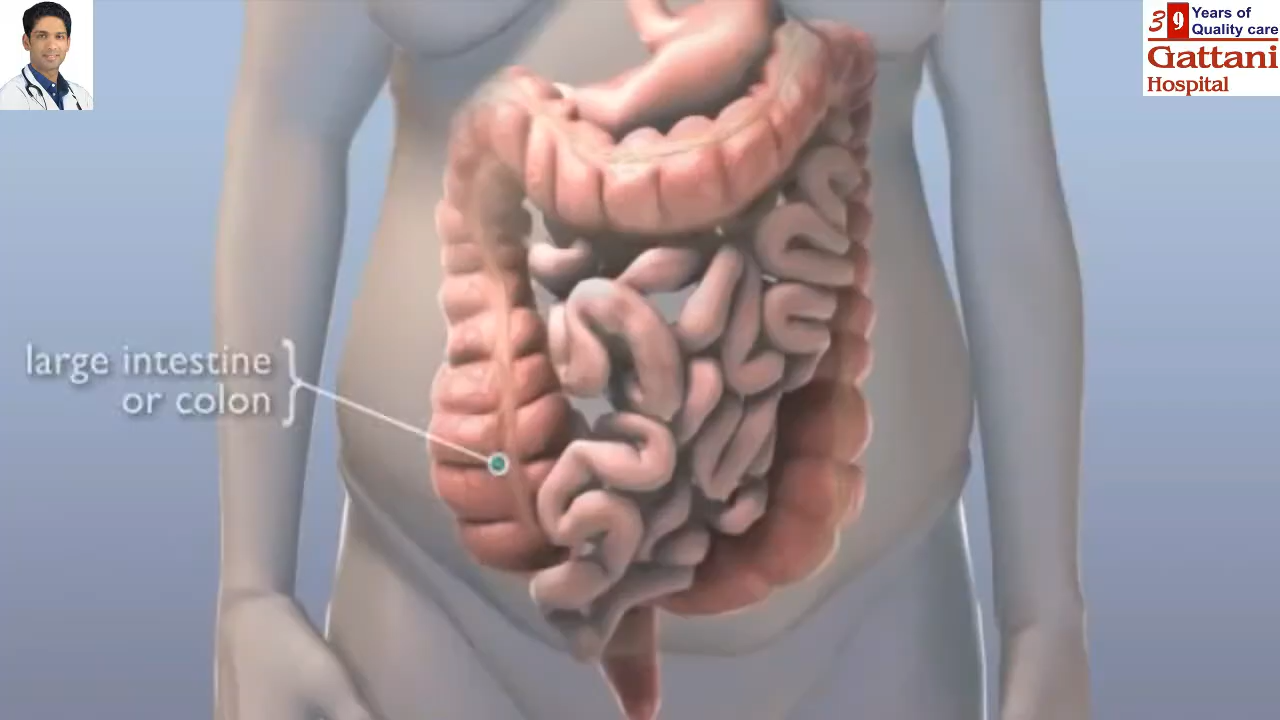 39 Years of
Quality care
Gattani
Hospital
large intestine
or colon